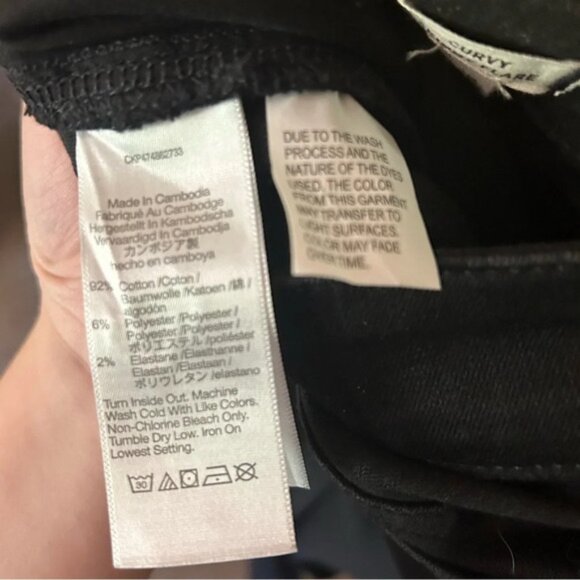 CURVY
FLARE
CKP474862733
Made In Cambodia
Fabriqué Au Cambodge
Hergestellt In Kambodscha
Vervaardigd In Cambodja
カンボジア製
hecho en camboya
92% Cotton /Coton /
Baumwolle /Katoen /綿 /
algodón
6% Polyester /Polyester /
Polyester /Polyester /
ポリエステル /poliéster
2% Elastane /Elasthanne /
Elastan /Elastaan /
ポリウレタン /elastano
Turn Inside Out. Machine
Wash Cold With Like Colors.
Non-Chlorine Bleach Only.
Tumble Dry Low. Iron On
Lowest Setting.
30
DUE TO THE WASH
PROCESS AND THE
NATURE OF THE DYES
USED, THE COLOR
FROM THIS GARMENT
MAY TRANSFER TO
LIGHT SURFACES.
COLOR MAY FADE
OVER TIME.